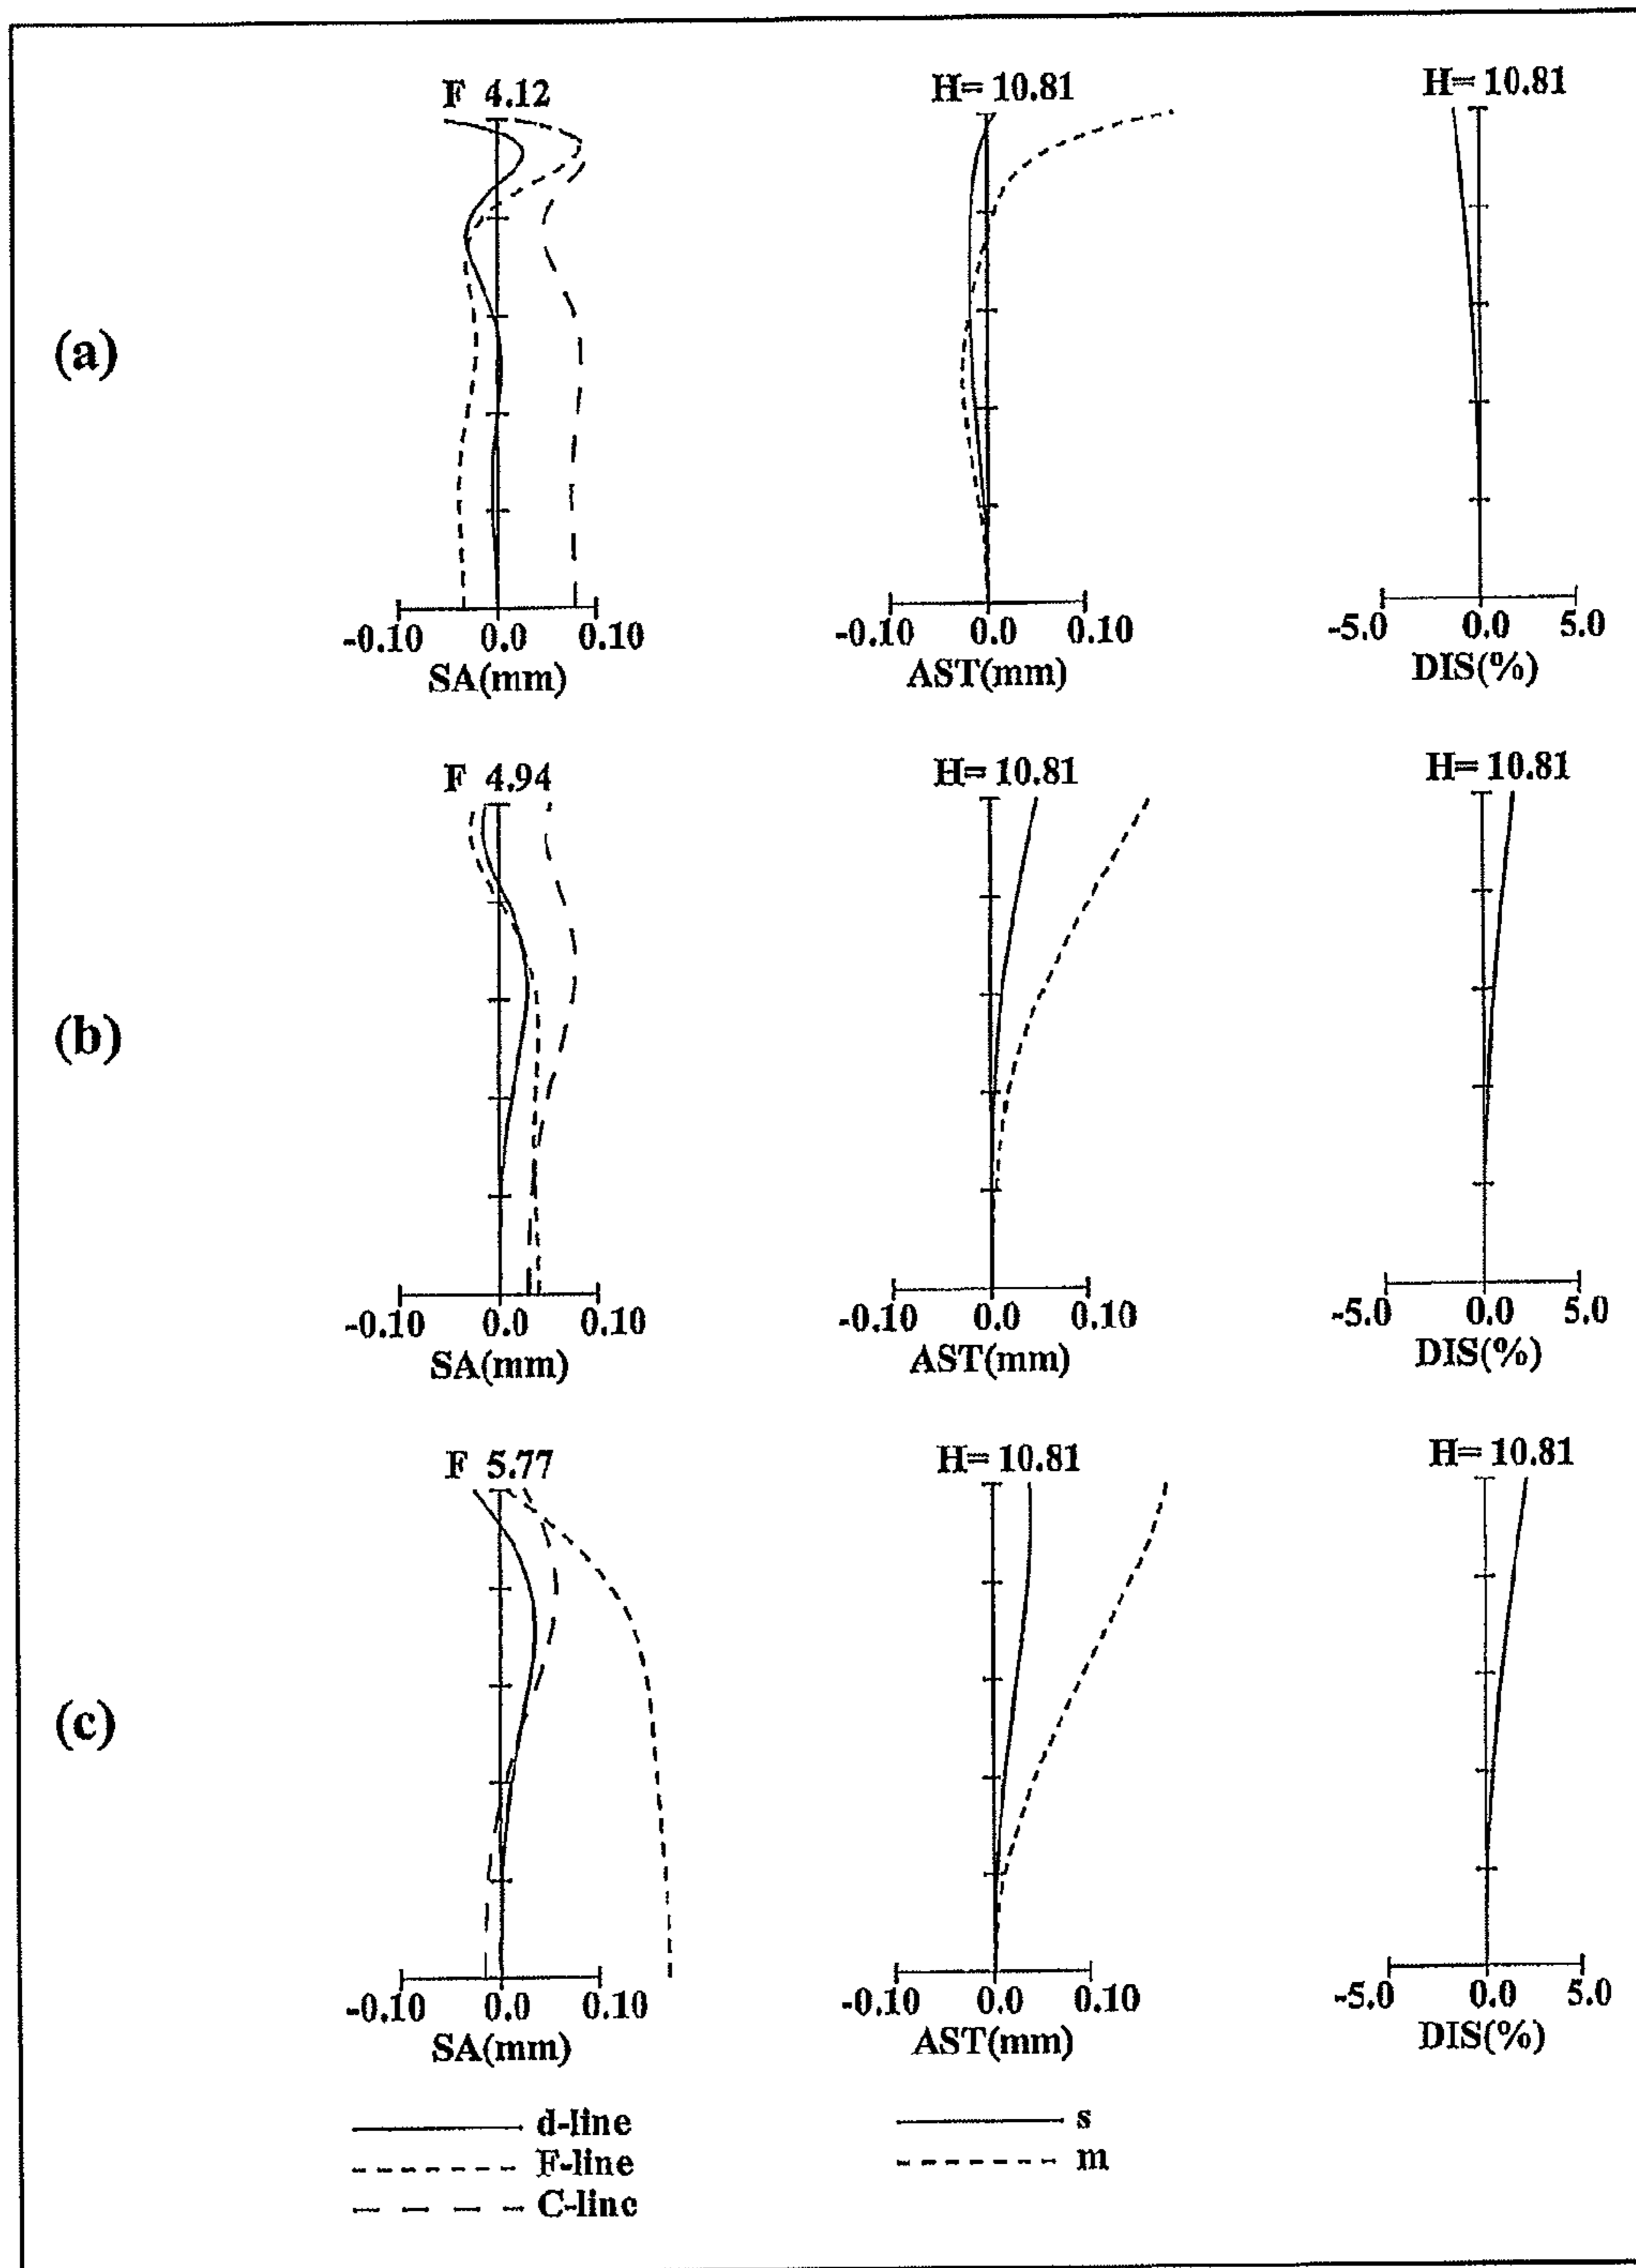 F 4.12 H= 10.81 H= 10.81
(a)
-0.10 0.0 0.10 -0.10 0.0 0.10 -5.0 0.0 5.0
SA(mm) AST(mm) DIS(%)
F 4.94 H= 10.81 H= 10.81
(b)
-0.10 0.0 0.10 -0.10 0.0 0.10 -5.0 0.0 5.0
SA(mm) AST(mm) DIS(%)
F 5.77 H= 10.81 H= 10.81
(c)
-0.10 0.0 0.10 -0.10 0.0 0.10 -5.0 0.0 5.0
SA(mm) AST(mm) DIS(%)
d-line s
F-line m
C-line